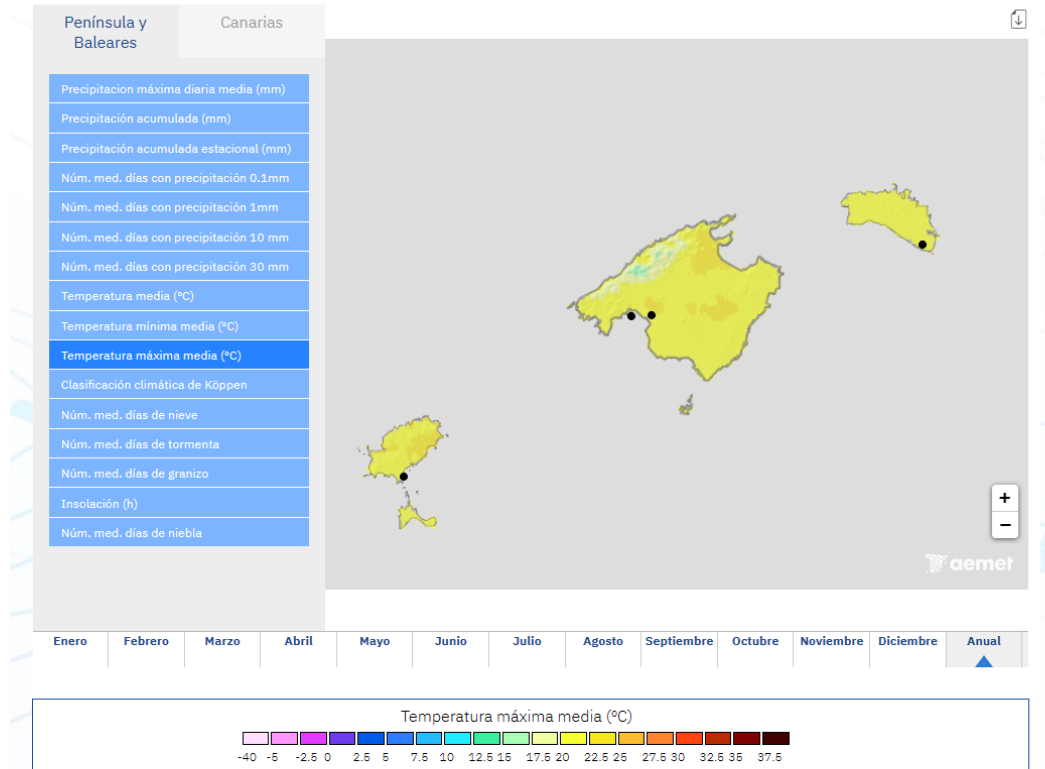 Península y
Baleares
Canarias
Precipitacion máxima diaria media (mm)
Precipitación acumulada (mm)
Precipitación acumulada estacional (mm)
Núm. med. días con precipitación 0.1mm
Núm. med. días con precipitación 1mm
Núm. med. días con precipitación 10 mm
Núm. med. días con precipitación 30 mm
Temperatura media (ºC)
Temperatura mínima media (ºC)
Temperatura máxima media (ºC)
Clasificación climática de Köppen
Núm. med. días de nieve
Núm. med. días de tormenta
Núm. med. días de granizo
Insolación (h)
Núm. med. días de niebla
+
−
aemet
Enero Febrero Marzo Abril Mayo Junio Julio Agosto Septiembre Octubre Noviembre Diciembre Anual
Temperatura máxima media (ºC)
-40 -5 -2.5 0 2.5 5 7.5 10 12.5 15 17.5 20 22.5 25 27.5 30 32.5 35 37.5